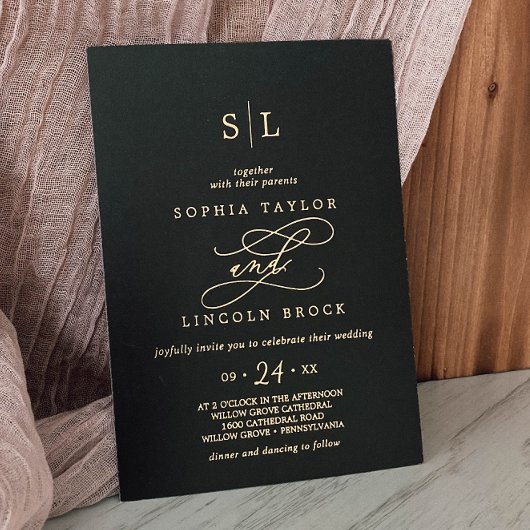 S | L
together
with their parents
SOPHIA TAYLOR
and
LINCOLN BROCK
joyfully invite you to celebrate their wedding
09 • 24 • XX
AT 2 O'CLOCK IN THE AFTERNOON
WILLOW GROVE CATHEDRAL
1600 CATHEDRAL ROAD
WILLOW GROVE • PENNSYLVANIA
dinner and dancing to follow